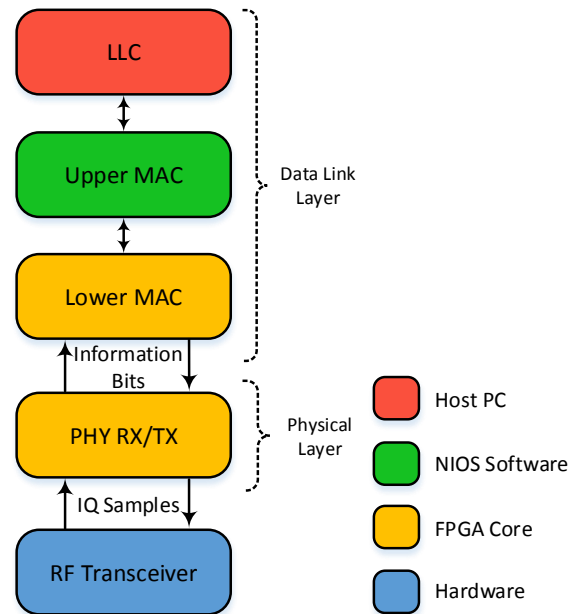 LLC
Upper MAC
Data Link
Layer
Lower MAC
Information
Bits
PHY RX/TX
Physical
Layer
IQ Samples
RF Transceiver
Host PC
NIOS Software
FPGA Core
Hardware